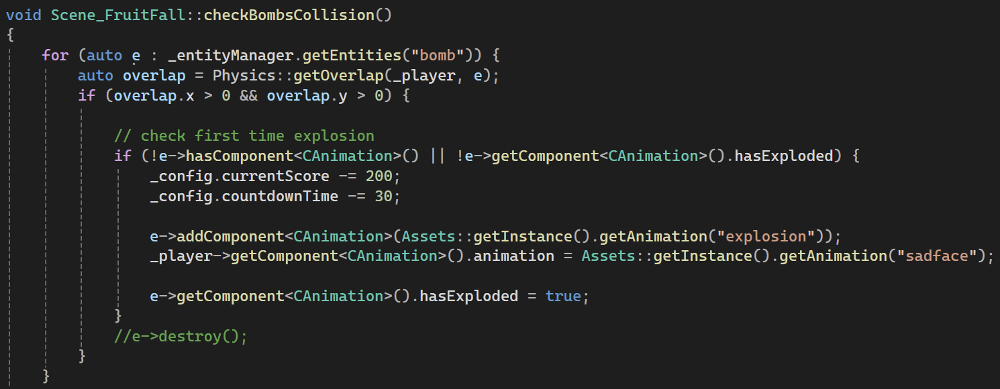 void Scene_FruitFall::checkBombsCollision()
{
    for (auto e : _entityManager.getEntities("bomb")) {
        auto overlap = Physics::getOverlap(_player, e);
        if (overlap.x > 0 && overlap.y > 0) {

            // check first time explosion
            if (!e->hasComponent<CAnimation>() || !e->getComponent<CAnimation>().hasExploded) {
                _config.currentScore -= 200;
                _config.countdownTime -= 30;

                e->addComponent<CAnimation>(Assets::getInstance().getAnimation("explosion"));
                _player->getComponent<CAnimation>().animation = Assets::getInstance().getAnimation("sadface");

                e->getComponent<CAnimation>().hasExploded = true;
            }
            //e->destroy();
        }
    }